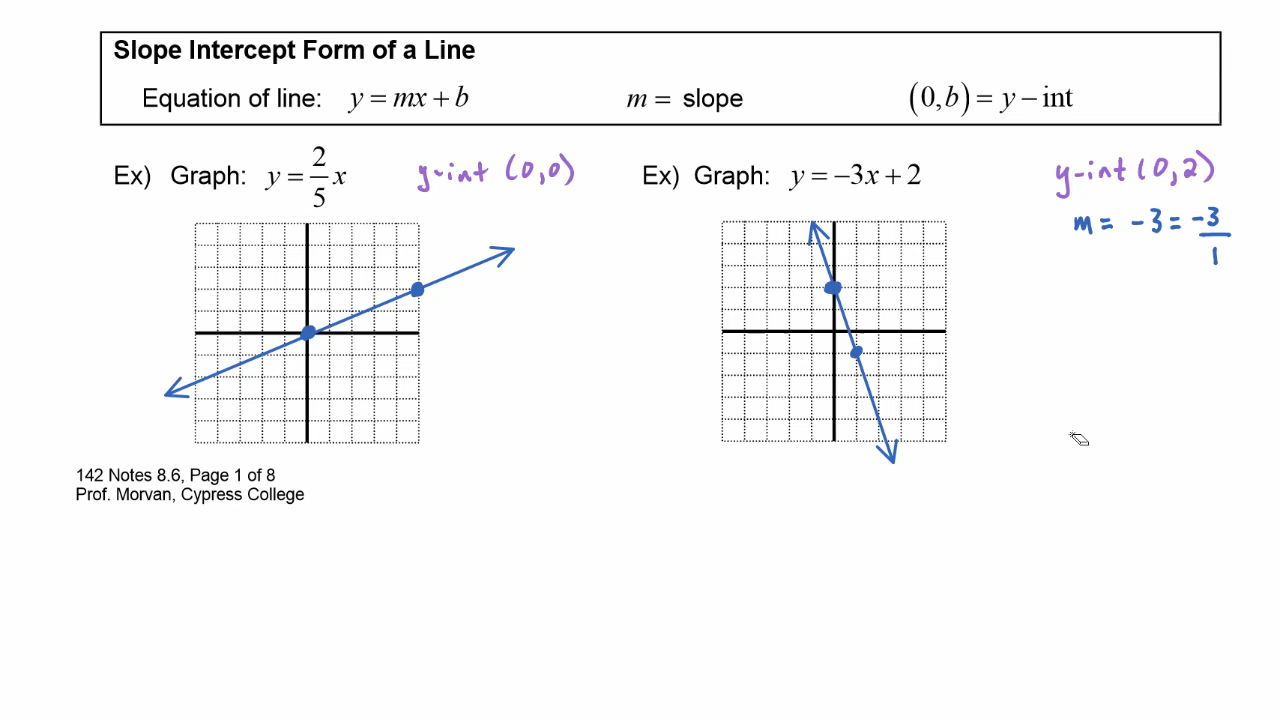 Slope Intercept Form of a Line
Equation of line: y = mx + b m = slope (0,b) = y − int
Ex) Graph: y = 2/5 x y-int (0,0)
Ex) Graph: y = −3x + 2 y-int (0,2)
m = -3 = -3/1
142 Notes 8.6, Page 1 of 8
Prof. Morvan, Cypress College